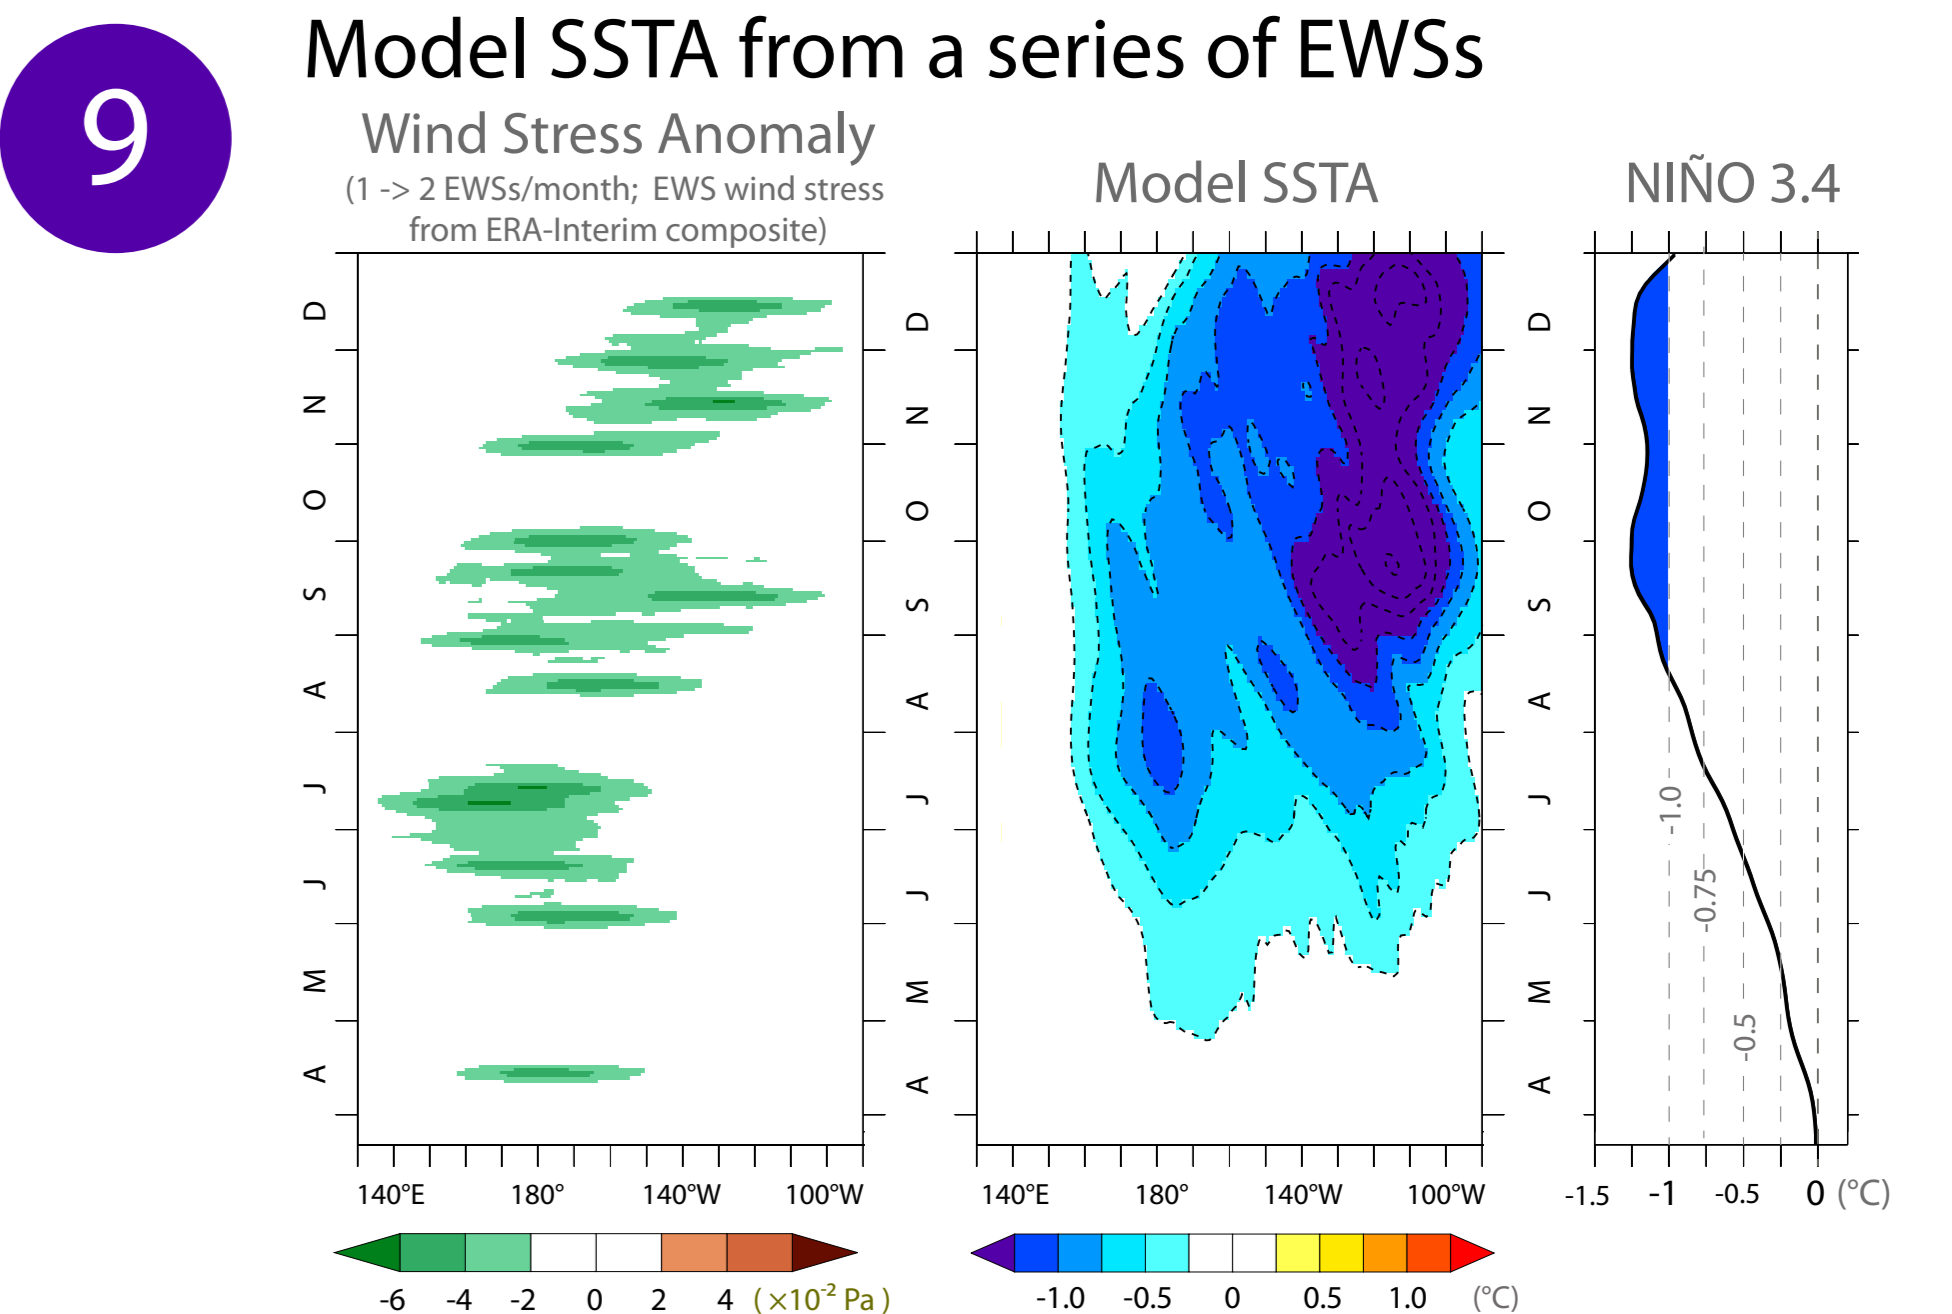 9
Model SSTA from a series of EWSs
Wind Stress Anomaly
(1 -> 2 EWSs/month; EWS wind stress
from ERA-Interim composite)
D
N
O
S
A
J
J
M
A
140°E 180° 140°W 100°W
-6 -4 -2 0 2 4 (×10⁻² Pa)
Model SSTA
D
N
O
S
A
J
J
M
A
140°E 180° 140°W 100°W
-1.0 -0.5 0 0.5 1.0 (°C)
NIÑO 3.4
D
N
O
S
A
J
J
M
A
-1.0
-0.75
-0.5
-1.5 -1 -0.5 0 (°C)